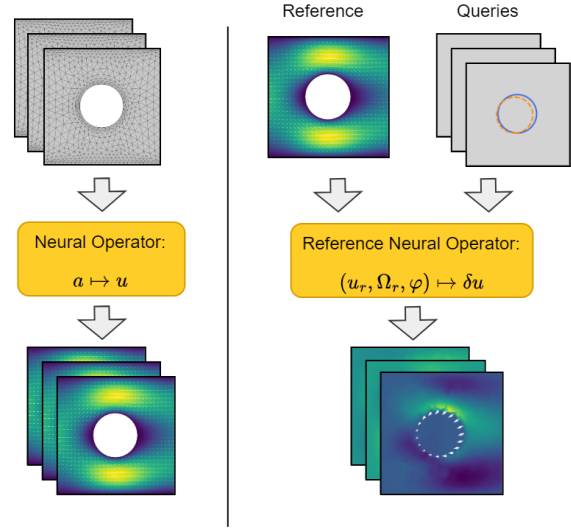 Reference
Queries
Neural Operator:
a ↦ u
Reference Neural Operator:
(u_r, Ω_r, φ) ↦ δu